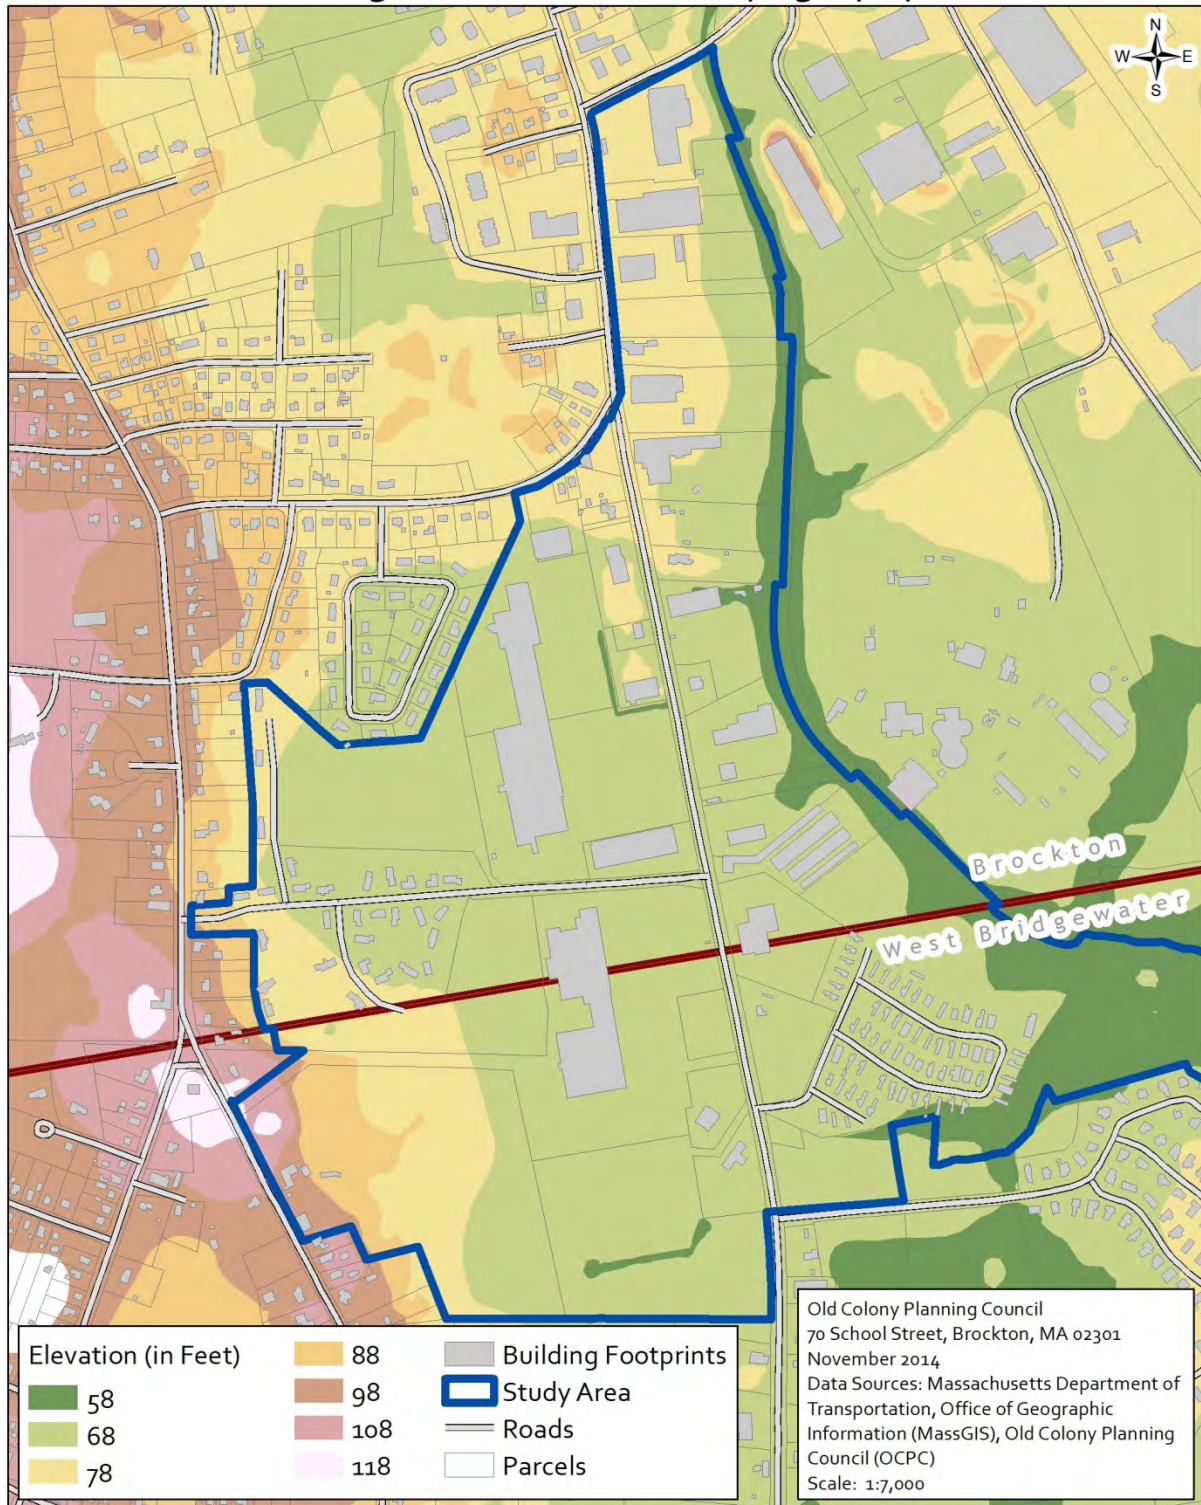 N
W E
S
Brockton
West Bridgewater
Elevation (in Feet)
58
68
78
88
98
108
118
Building Footprints
Study Area
Roads
Parcels
Old Colony Planning Council
70 School Street, Brockton, MA 02301
November 2014
Data Sources: Massachusetts Department of
Transportation, Office of Geographic
Information (MassGIS), Old Colony Planning
Council (OCPC)
Scale: 1:7,000